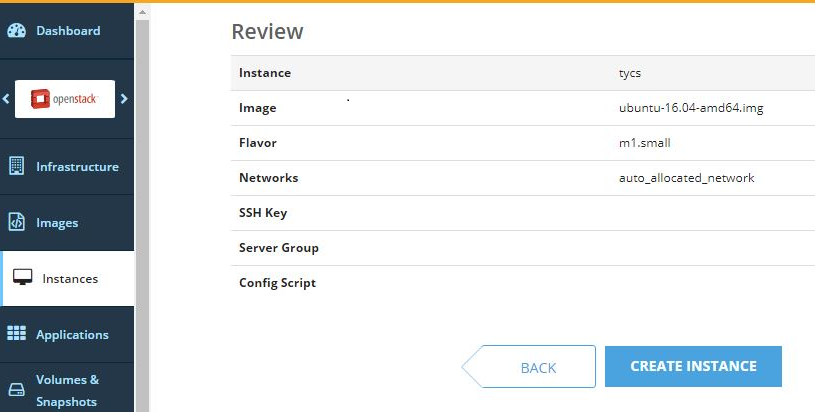 Dashboard
openstack
Infrastructure
Images
Instances
Applications
Volumes &
Snapshots
Review
Instance tycs
Image ubuntu-16.04-amd64.img
Flavor m1.small
Networks auto_allocated_network
SSH Key
Server Group
Config Script
BACK CREATE INSTANCE